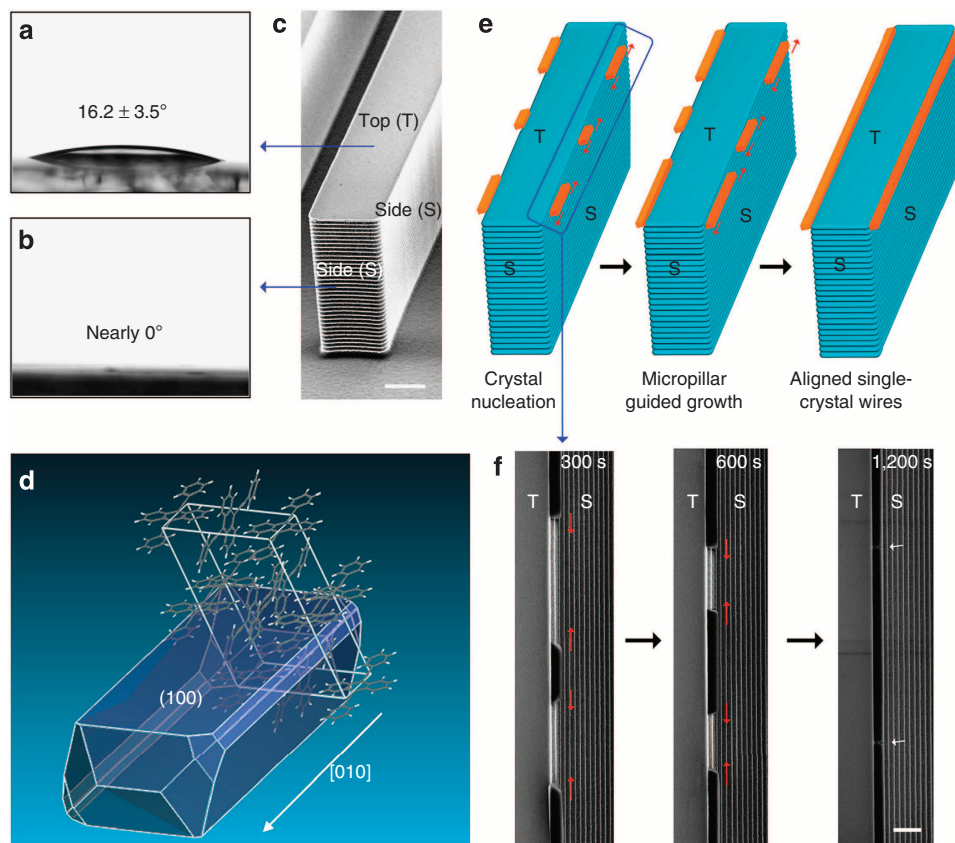 a
16.2 ± 3.5°
b
Nearly 0°
c
Top (T)
Side (S)
Side (S)
d
(100)
[010]
e
T
S
S
T
S
S
T
S
S
Crystal
nucleation
Micropillar
guided growth
Aligned single-
crystal wires
f
300 s
T
S
600 s
T
S
1,200 s
T
S